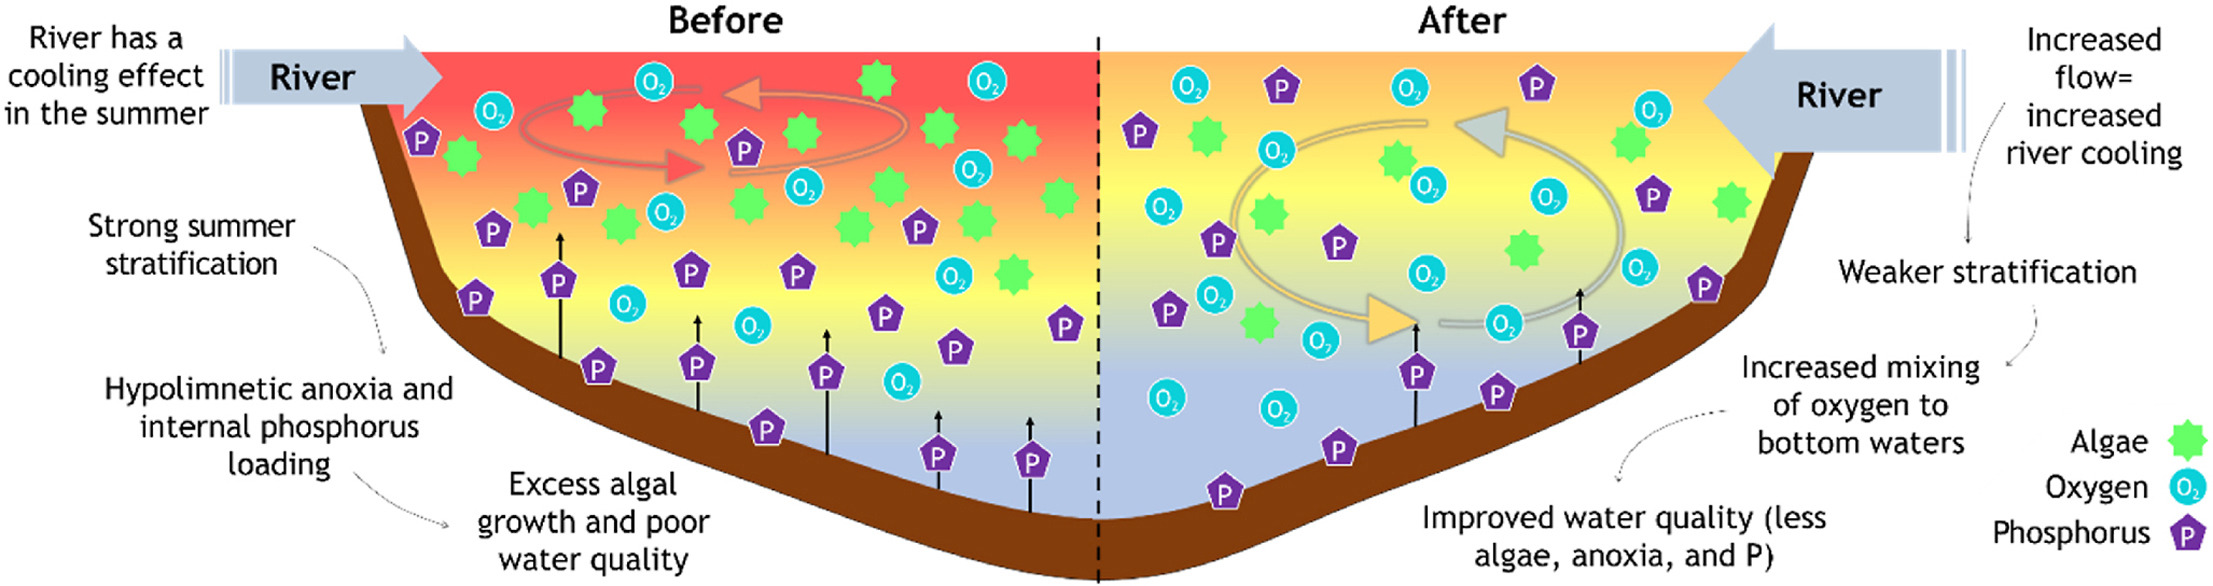 Before
After
River has a
cooling effect
in the summer
River
Strong summer
stratification
Hypolimnetic anoxia and
internal phosphorus
loading
Excess algal
growth and poor
water quality
River
Increased
flow=
increased
river cooling
Weaker stratification
Increased mixing
of oxygen to
bottom waters
Improved water quality (less
algae, anoxia, and P)
Algae
Oxygen
O₂
Phosphorus
P